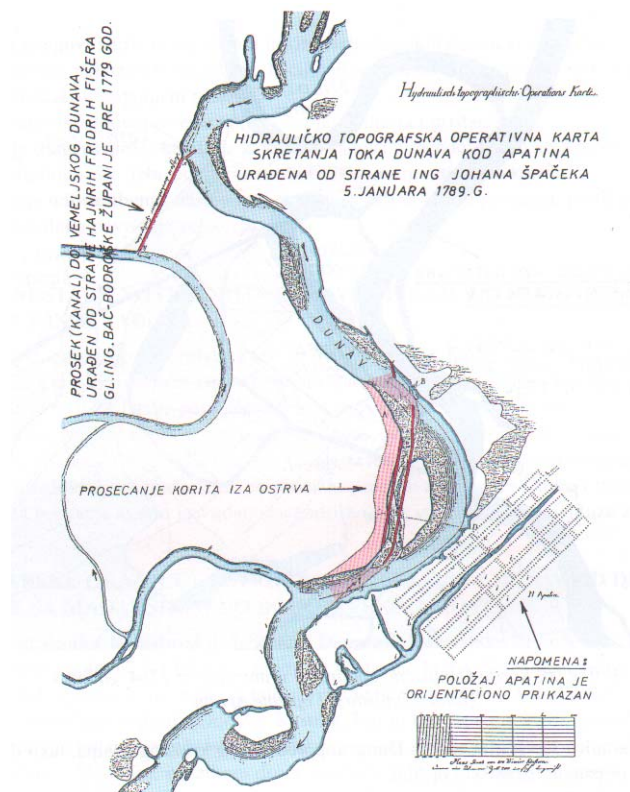 Hydraulisch topographische Operations Karte
HIDRAULIČKO TOPOGRAFSKA OPERATIVNA KARTA
SKRETANJA TOKA DUNAVA KOD APATINA
URAĐENA OD STRANE ING JOHANA ŠPAČEKA
5. JANUARA 1789.G.
PROSEK (KANAL) DO VEMELJSKOG DUNAVA
URAĐEN OD STRANE HAJNRIH FRIDRIH FIŠERA
GL. ING. BAČ-BODROŠKE ŽUPANIJE PRE 1779 GOD.
DUNAV
B
A
PROSECANJE KORITA IZA OSTRVA
NAPOMENA:
POLOŽAJ APATINA JE
ORIJENTACIONO PRIKAZAN